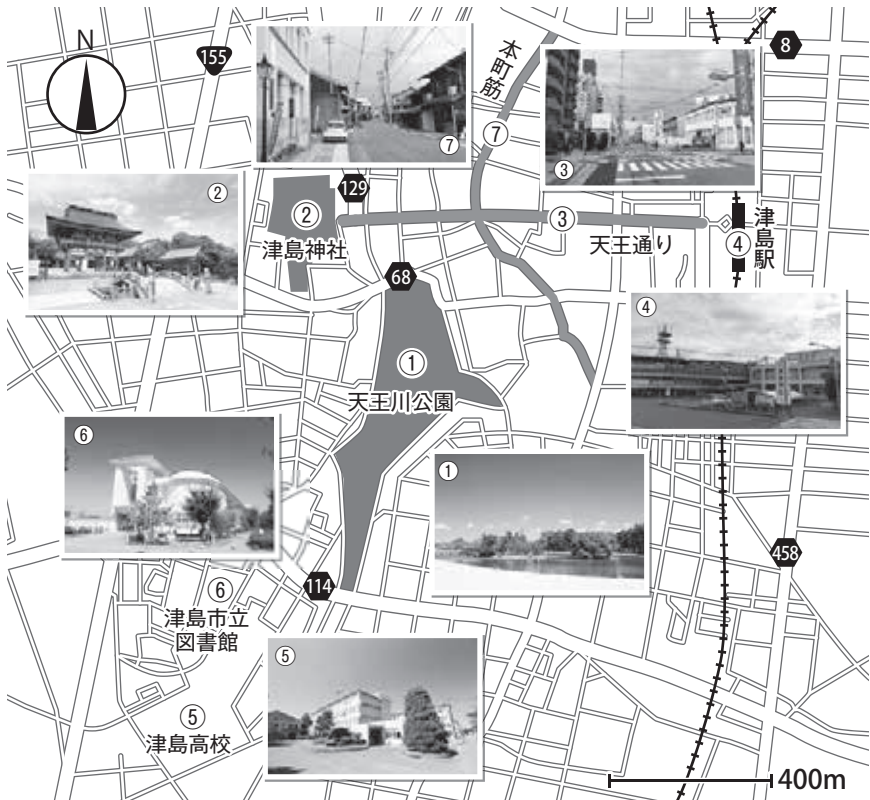 N
155
本町筋
8
⑦
③
⑦
②
129
②
津島神社
③
天王通り
④
津島駅
68
④
①
天王川公園
⑥
①
458
114
⑥
津島市立
図書館
⑤
⑤
津島高校
400m